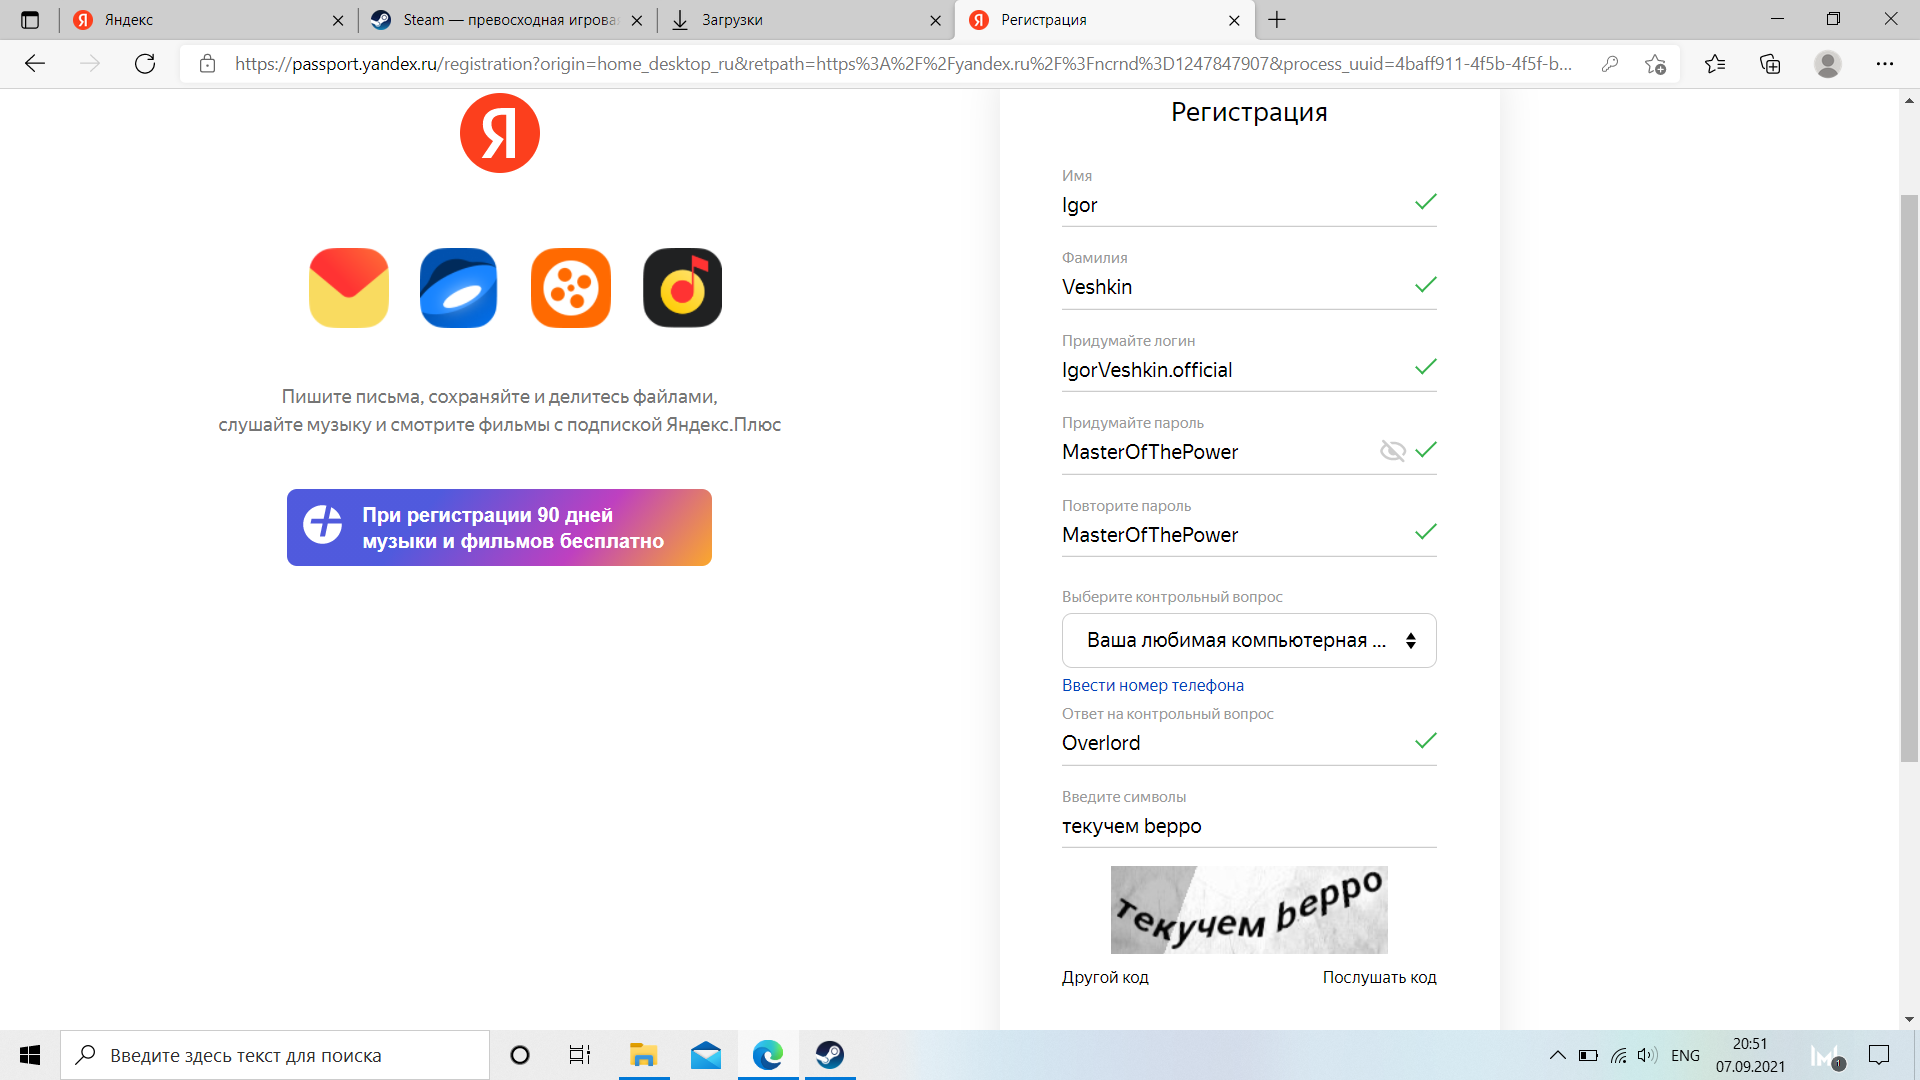 Яндекс
Steam — превосходная игрова
Загрузки
Регистрация
https://passport.yandex.ru/registration?origin=home_desktop_ru&retpath=https%3A%2F%2Fyandex.ru%2F%3Fncrnd%3D1247847907&process_uuid=4baff911-4f5b-4f5f-b...
Я
Пишите письма, сохраняйте и делитесь файлами,
слушайте музыку и смотрите фильмы с подпиской Яндекс.Плюс
При регистрации 90 дней
музыки и фильмов бесплатно
Регистрация
Имя
Igor
Фамилия
Veshkin
Придумайте логин
IgorVeshkin.official
Придумайте пароль
MasterOfThePower
Повторите пароль
MasterOfThePower
Выберите контрольный вопрос
Ваша любимая компьютерная ...
Ввести номер телефона
Ответ на контрольный вопрос
Overlord
Введите символы
текучем beppo
текучем beppo
Другой код
Послушать код
Введите здесь текст для поиска
ENG
20:51
07.09.2021
1